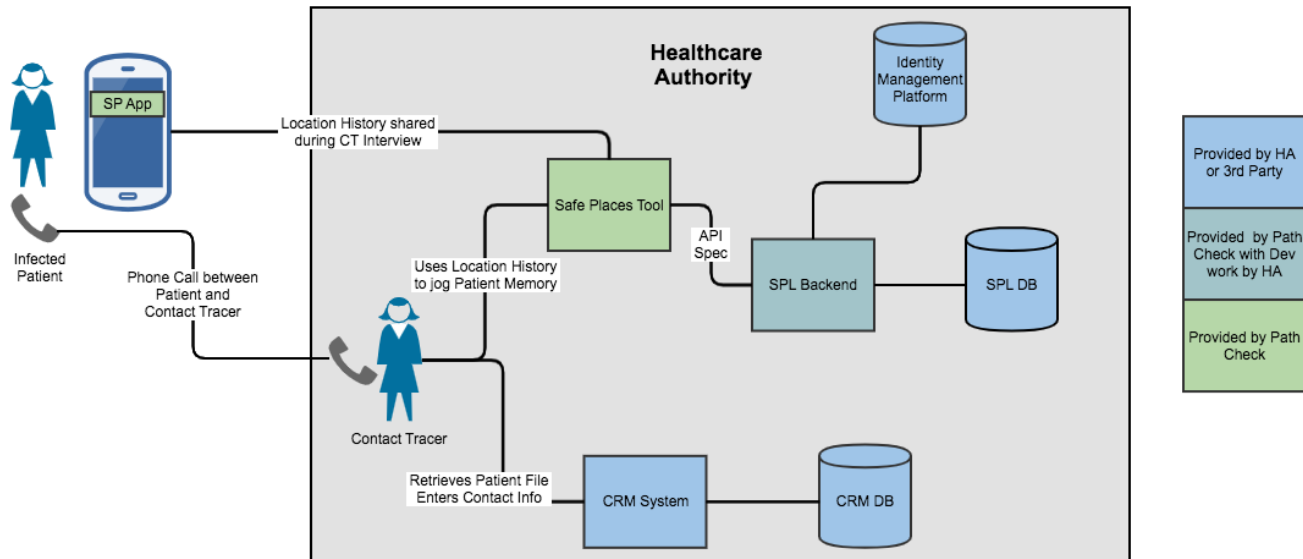 Healthcare
Authority
Identity
Management
Platform
SP App
Location History shared
during CT Interview
Provided by HA
or 3rd Party
Safe Places Tool
API
Spec
Provided  by Path
Check with Dev
work by HA
Infected
Patient
Phone Call between
Patient and
Contact Tracer
Uses Location History
to jog Patient Memory
SPL Backend
SPL DB
Provided by Path
Check
Contact Tracer
Retrieves Patient File
Enters Contact Info
CRM System
CRM DB